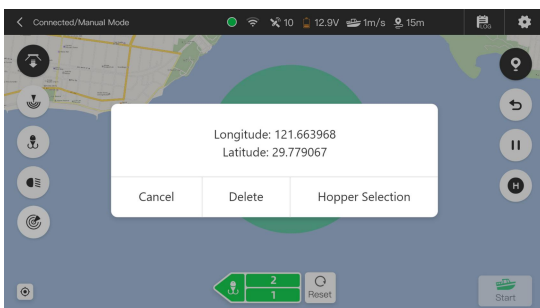 Connected/Manual Mode
10
12.9V
1m/s
15m
LOG
Longitude: 121.663968
Latitude: 29.779067
Cancel
Delete
Hopper Selection
H
2
1
Reset
Start